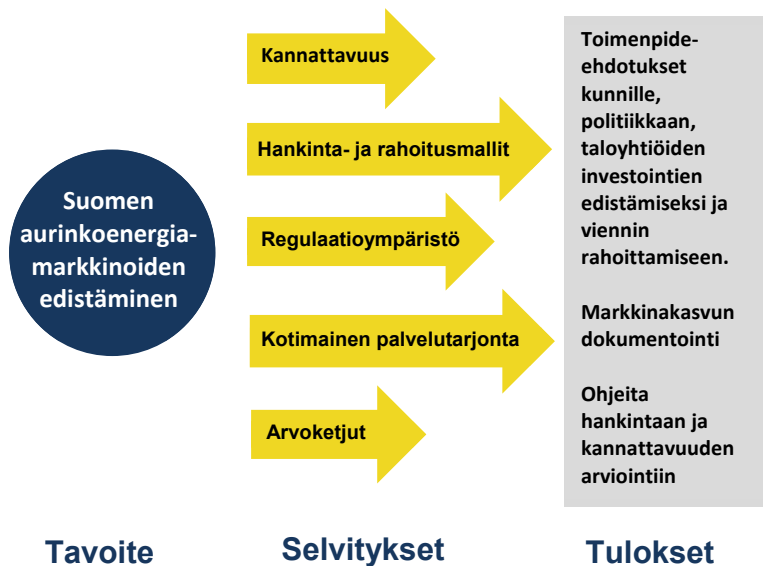 Suomen
aurinkoenergia-
markkinoiden
edistäminen
Kannattavuus
Hankinta- ja rahoitusmallit
Regulaatioympäristö
Kotimainen palvelutarjonta
Arvoketjut
Toimenpide-
ehdotukset
kunnille,
politiikkaan,
taloyhtiöiden
investointien
edistämiseksi ja
viennin
rahoittamiseen.
Markkinakasvun
dokumentointi
Ohjeita
hankintaan ja
kannattavuuden
arviointiin
Tavoite
Selvitykset
Tulokset